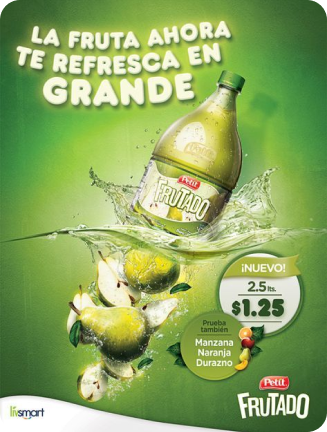 LA FRUTA AHORA
TE REFRESCA EN
GRANDE
Petit
FRUTADO
¡NUEVO!
2.5 lts.
$1.25
Prueba
también
Manzana
Naranja
Durazno
Petit
FRUTADO
livsmart